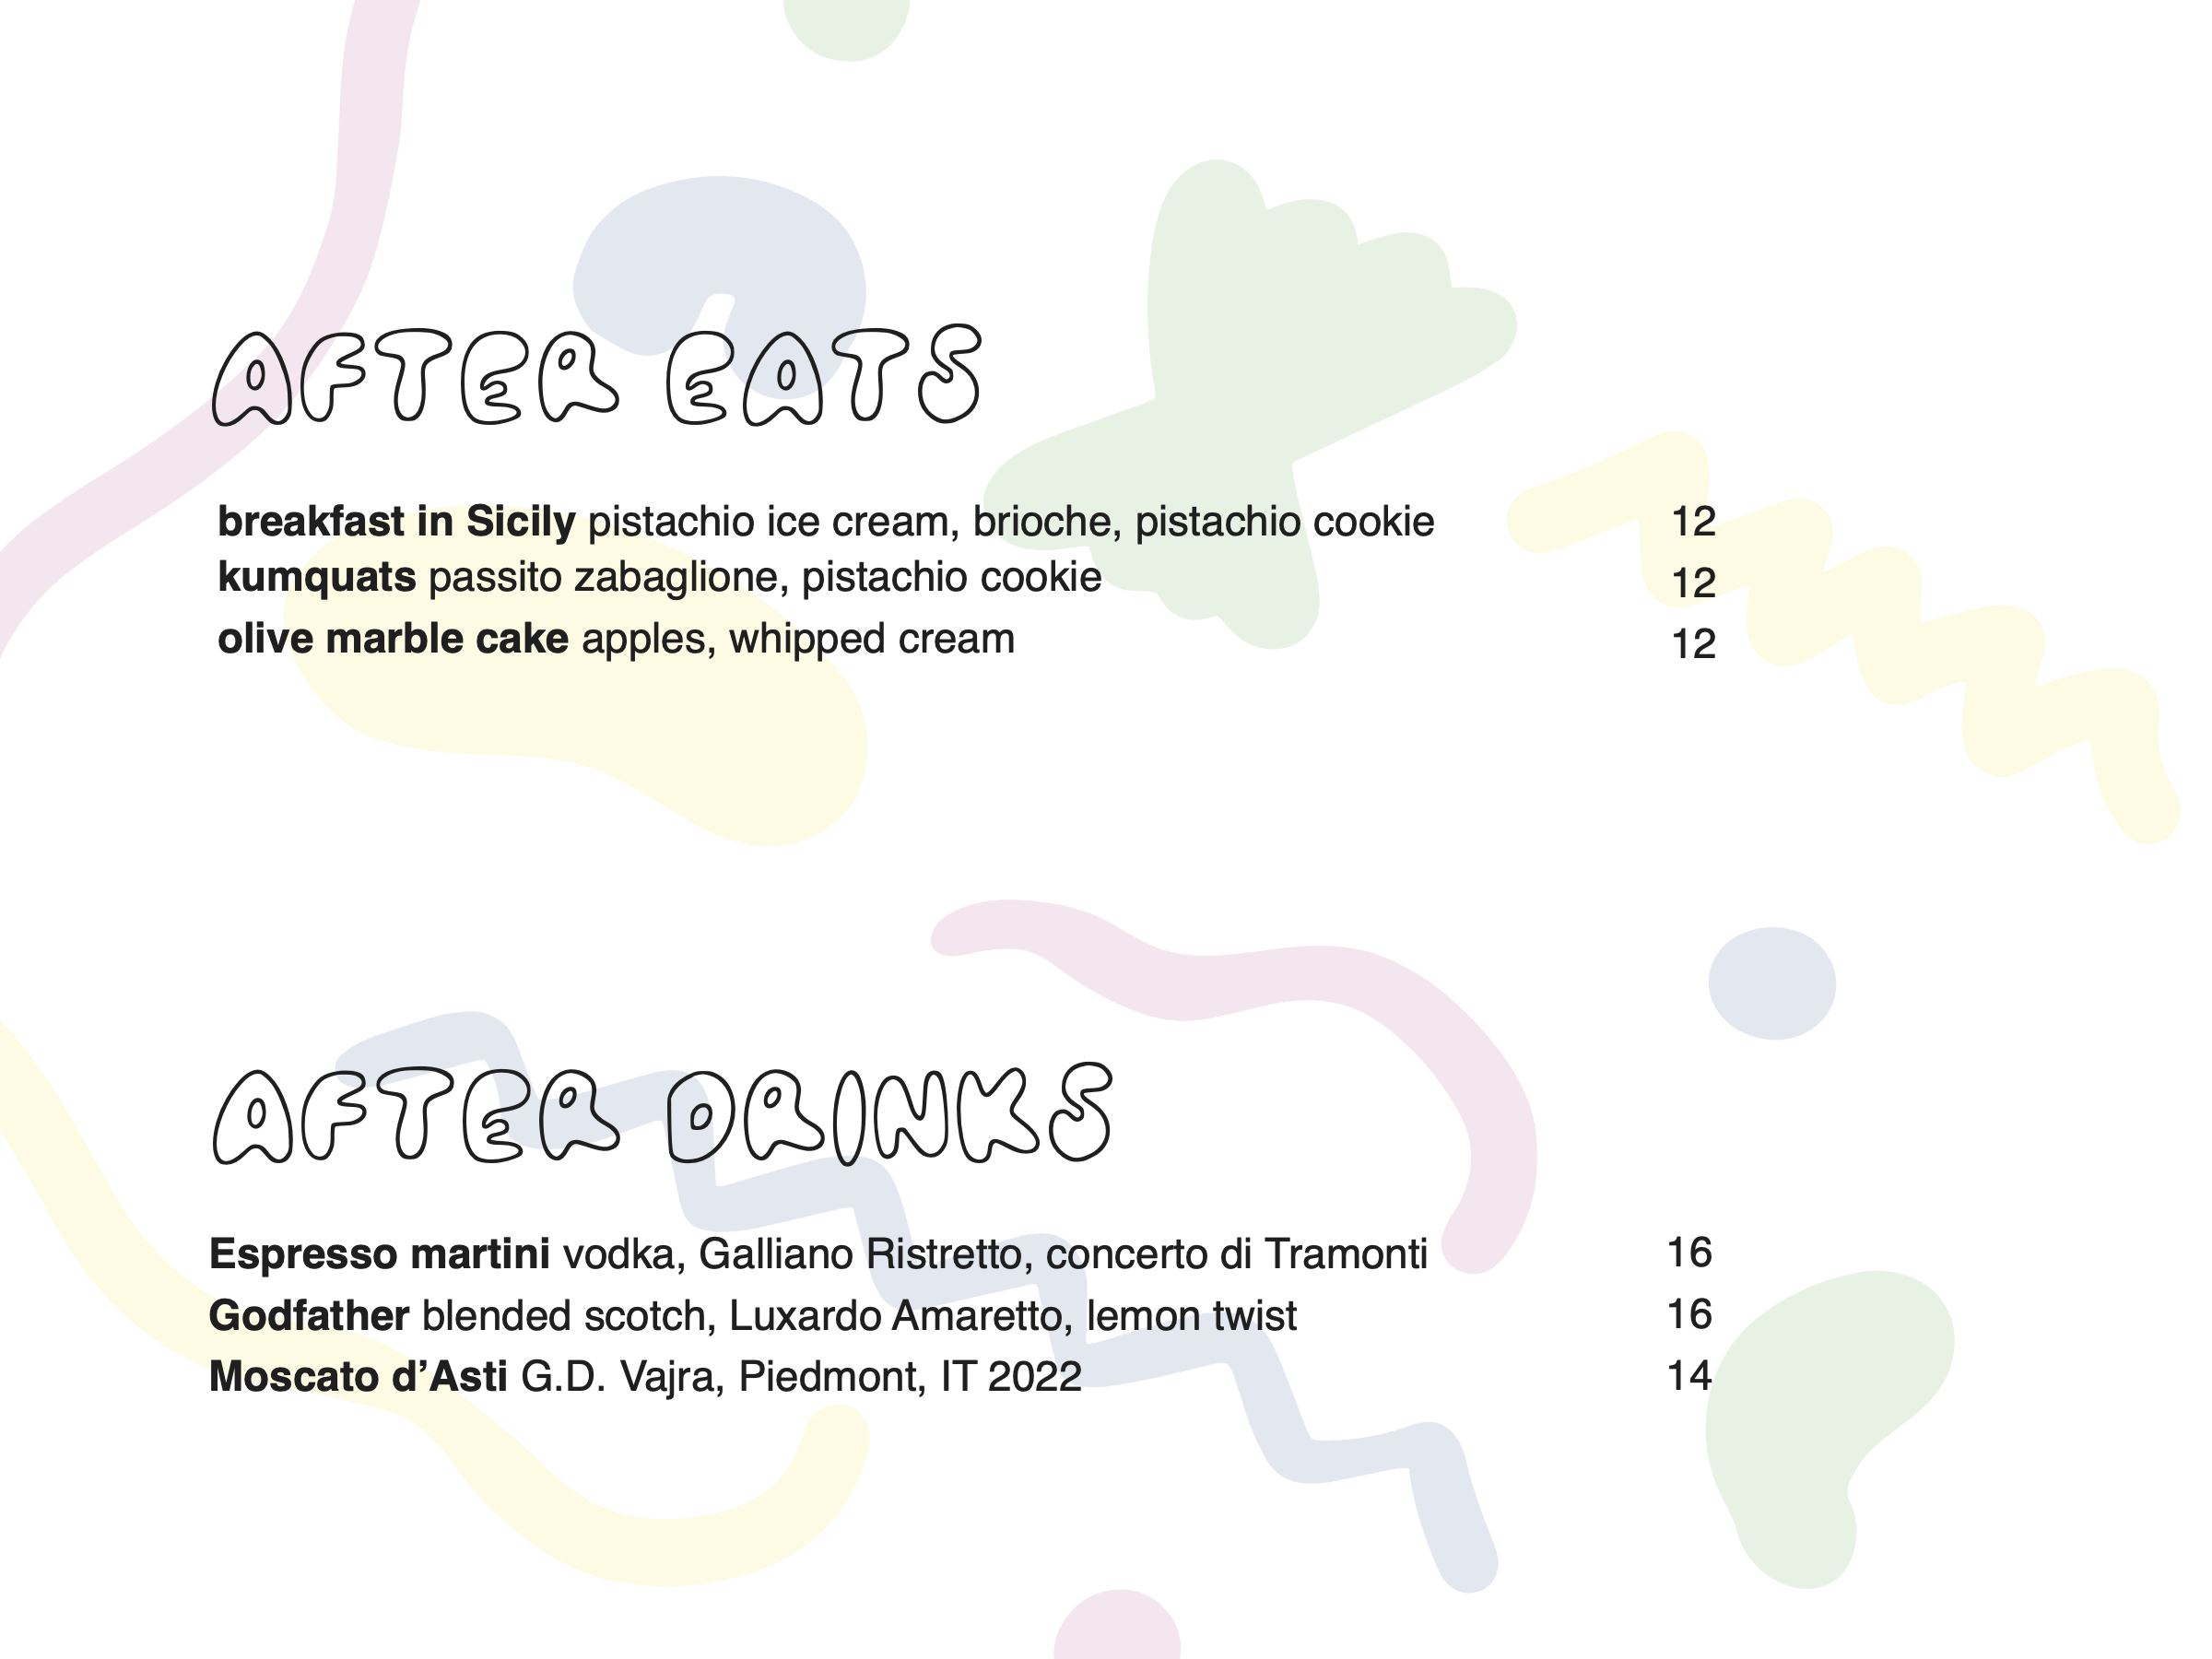 AFTER EATS
breakfast in Sicily pistachio ice cream, brioche, pistachio cookie 12
kumquats passito zabaglione, pistachio cookie 12
olive marble cake apples, whipped cream 12
AFTER DRINKS
Espresso martini vodka, Galliano Ristretto, concerto di Tramonti 16
Godfather blended scotch, Luxardo Amaretto, lemon twist 16
Moscato d’Asti G.D. Vajra, Piedmont, IT 2022 14